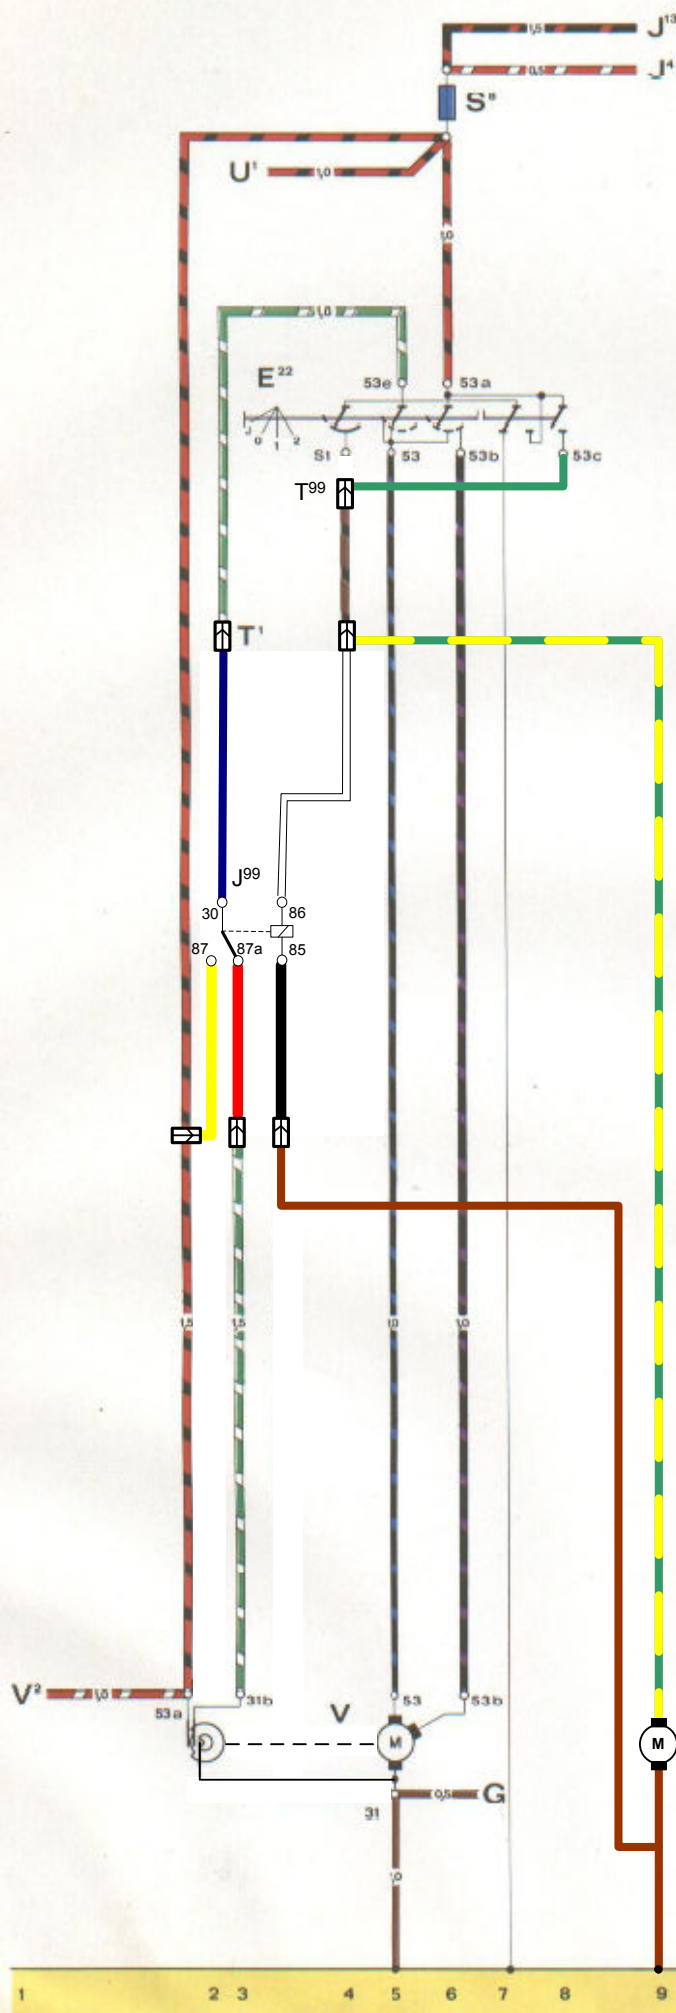 1,5 J¹³
0,5 J⁴
S⁸
U¹ 1,0
1,0
1,0
E²²
53e 53a
J 0 1 2
S1 53 53b 53c
T⁹⁹
T¹
J⁹⁹
30 86
87 87a 85
1,5 1,5 1,0 1,0
V² 1,0
53a 31b V 53 53b
M M
0,5 G
31
1,0
1 2 3 4 5 6 7 8 9